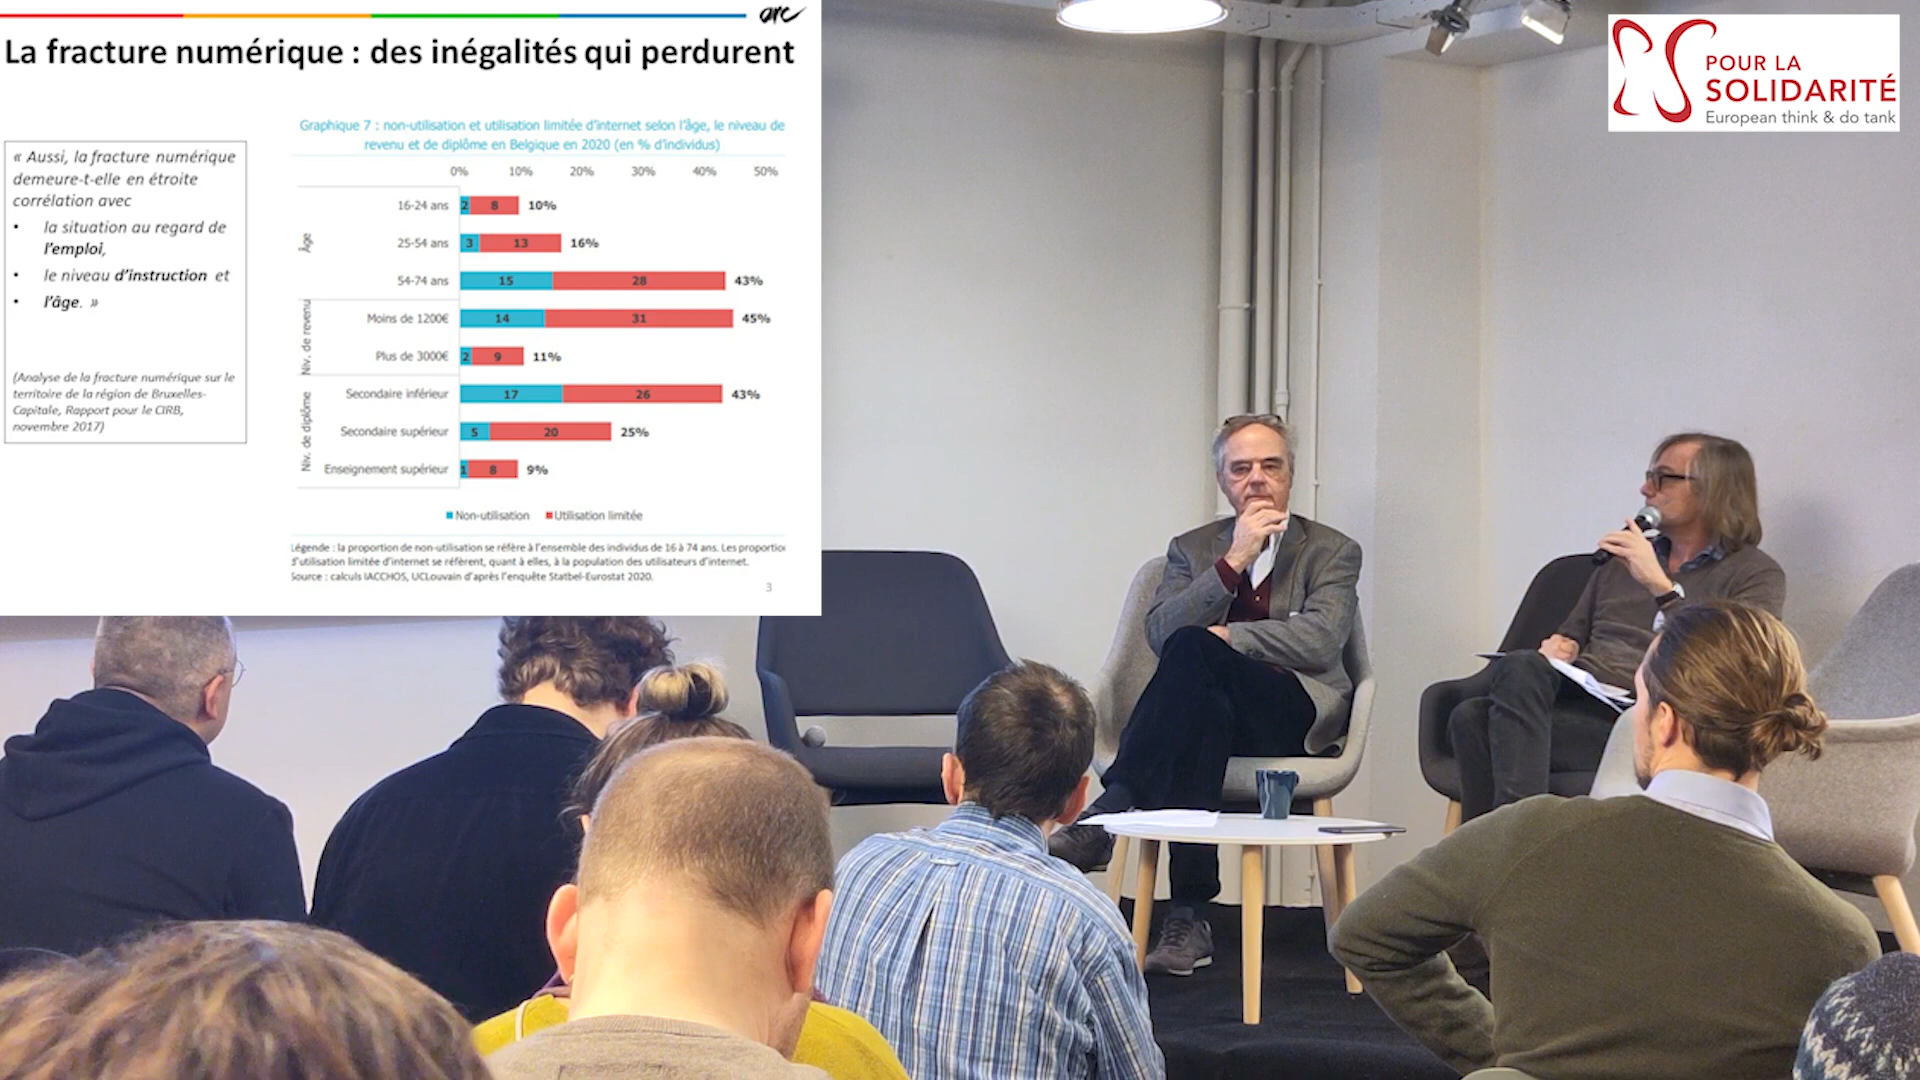 arc
La fracture numérique : des inégalités qui perdurent
« Aussi, la fracture numérique
demeure-t-elle en étroite
corrélation avec
• la situation au regard de
l'emploi,
• le niveau d'instruction et
• l'âge. »
(Analyse de la fracture numérique sur le
territoire de la région de Bruxelles-
Capitale, Rapport pour le CIRB,
novembre 2017)
Graphique 7 : non-utilisation et utilisation limitée d'internet selon l'âge, le niveau de
revenu et de diplôme en Belgique en 2020 (en % d'individus)
0% 10% 20% 30% 40% 50%
Âge
16-24 ans 2 8 10%
25-54 ans 3 13 16%
54-74 ans 15 28 43%
Niv. de revenu
Moins de 1200€ 14 31 45%
Plus de 3000€ 2 9 11%
Niv. de diplôme
Secondaire inférieur 17 26 43%
Secondaire supérieur 5 20 25%
Enseignement supérieur 1 8 9%
Non-utilisation Utilisation limitée
Légende : la proportion de non-utilisation se réfère à l'ensemble des individus de 16 à 74 ans. Les proportio
d'utilisation limitée d'internet se réfèrent, quant à elles, à la population des utilisateurs d'internet.
Source : calculs IACCHOS, UCLouvain d'après l'enquête Statbel-Eurostat 2020.
3
POUR LA
SOLIDARITÉ
European think & do tank